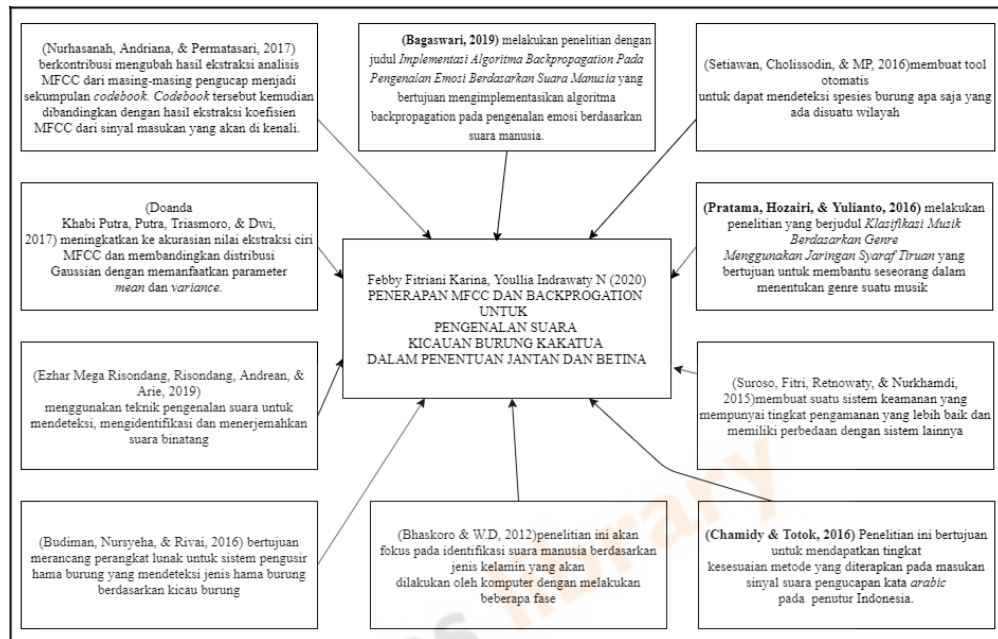 (Nurhasanah, Andriana, & Permatasari, 2017)
berkontribusi mengubah hasil ekstraksi analisis
MFCC dari masing-masing pengucap menjadi
sekumpulan codebook. Codebook tersebut kemudian
dibandingkan dengan hasil ekstraksi koefisien
MFCC dari sinyal masukan yang akan di kenali.
(Bagaswari, 2019) melakukan penelitian dengan
judul Implementasi Algoritma Backpropagation Pada
Pengenalan Emosi Berdasarkan Suara Manusia yang
bertujuan mengimplementasikan algoritma
backpropagation pada pengenalan emosi berdasarkan
suara manusia.
(Setiawan, Cholissodin, & MP, 2016)membuat tool
otomatis
untuk dapat mendeteksi spesies burung apa saja yang
ada disuatu wilayah
(Doanda
Khabi Putra, Putra, Triasmoro, & Dwi,
2017) meningkatkan ke akurasian nilai ekstraksi ciri
MFCC dan membandingkan distribusi
Gaussian dengan memanfaatkan parameter
mean dan variance.
Febby Fitriani Karina, Youllia Indrawaty N (2020)
PENERAPAN MFCC DAN BACKPROGATION
UNTUK
PENGENALAN SUARA
KICAUAN BURUNG KAKATUA
DALAM PENENTUAN JANTAN DAN BETINA
(Pratama, Hozairi, & Yulianto, 2016) melakukan
penelitian yang berjudul Klasifikasi Musik
Berdasarkan Genre
Menggunakan Jaringan Syaraf Tiruan yang
bertujuan untuk membantu seseorang dalam
menentukan genre suatu musik
(Ezhar Mega Risondang, Risondang, Andrean, &
Arie, 2019)
menggunakan teknik pengenalan suara untuk
mendeteksi, mengidentifikasi dan menerjemahkan
suara binatang
(Suroso, Fitri, Retnowaty, & Nurkhamdi,
2015)membuat suatu sistem keamanan yang
mempunyai tingkat pengamanan yang lebih baik dan
memiliki perbedaan dengan sistem lainnya
(Budiman, Nursyeha, & Rivai, 2016) bertujuan
merancang perangkat lunak untuk sistem pengusir
hama burung yang mendeteksi jenis hama burung
berdasarkan kicau burung
(Bhaskoro & W.D, 2012)penelitian ini akan
fokus pada identifikasi suara manusia berdasarkan
jenis kelamin yang akan
dilakukan oleh komputer dengan melakukan
beberapa fase
(Chamidy & Totok, 2016) Penelitian ini bertujuan
untuk mendapatkan tingkat
kesesuaian metode yang diterapkan pada masukan
sinyal suara pengucapan kata arabic
pada penutur Indonesia.
library